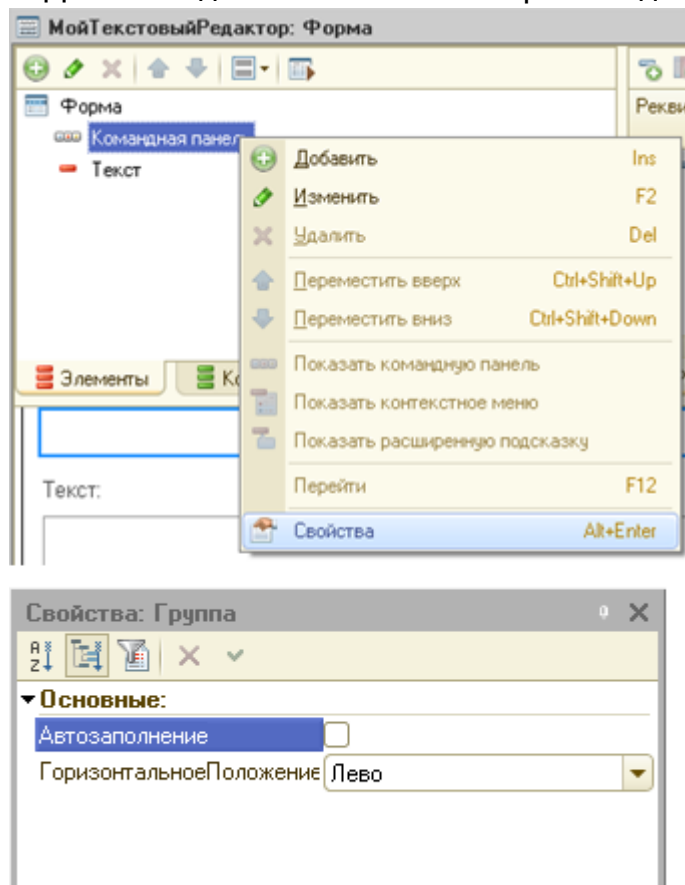 МойТекстовыйРедактор: Форма
Форма
Командная панель
Текст
Добавить Ins
Изменить F2
Удалить Del
Переместить вверх Ctrl+Shift+Up
Переместить вниз Ctrl+Shift+Down
Показать командную панель
Показать контекстное меню
Показать расширенную подсказку
Перейти F12
Свойства Alt+Enter
Элементы
Текст:
Свойства: Группа
Основные:
Автозаполнение
ГоризонтальноеПоложение Лево